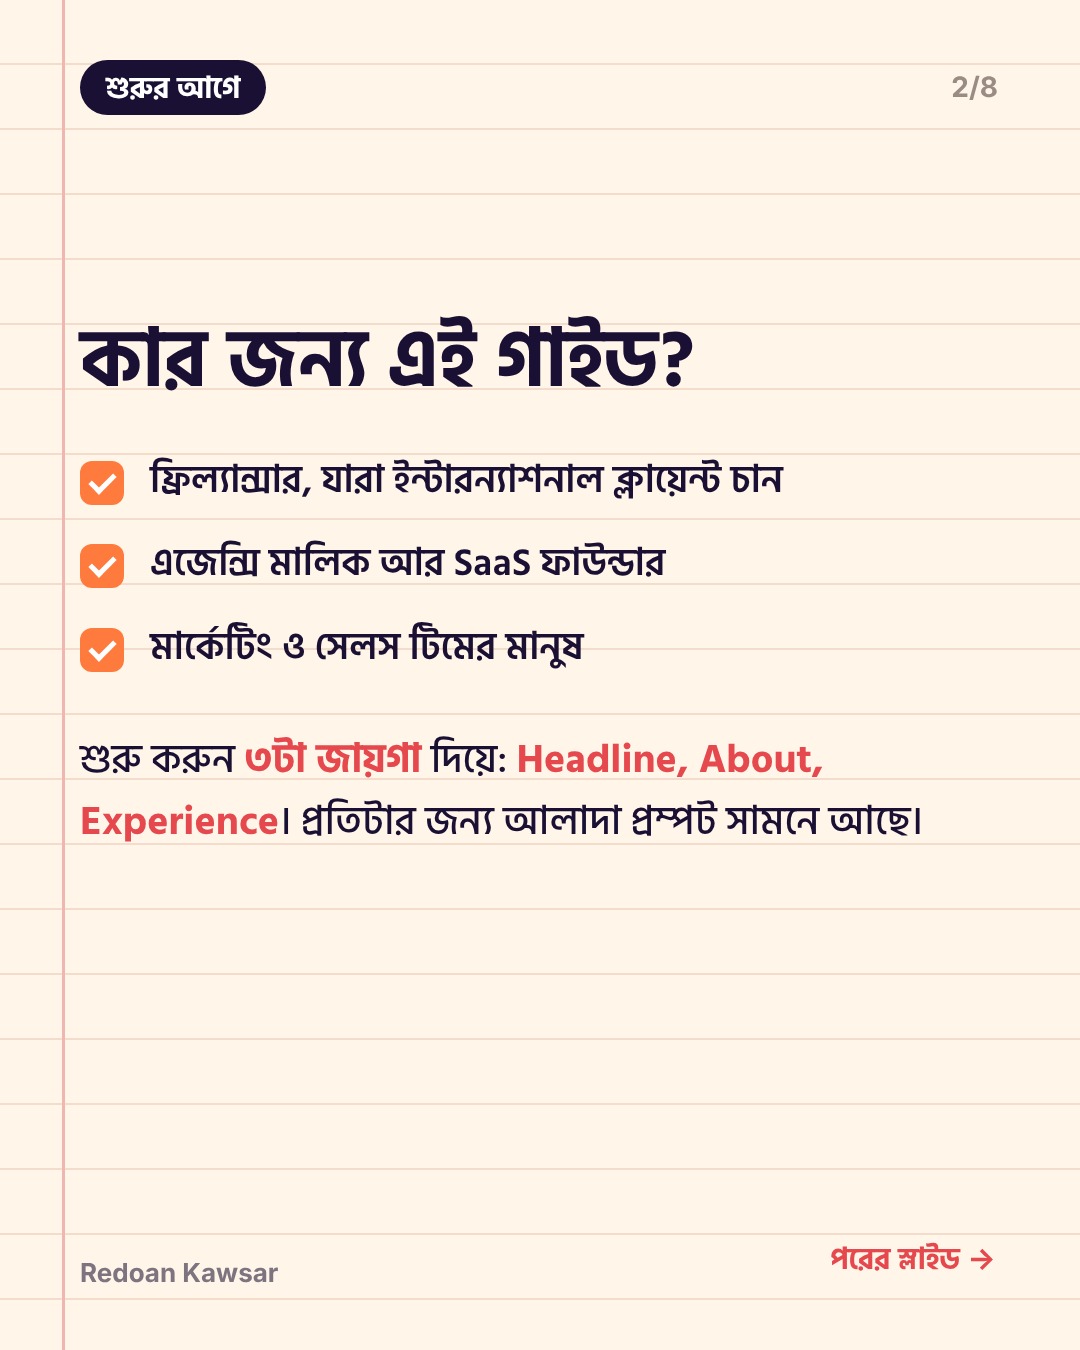 শুরুর আগে
2/8
কার জন্য এই গাইড?
ফ্রিল্যান্সার, যারা ইন্টারন্যাশনাল ক্লায়েন্ট চান
এজেন্সি মালিক আর SaaS ফাউন্ডার
মার্কেটিং ও সেলস টিমের মানুষ
শুরু করুন ৩টা জায়গা দিয়ে: Headline, About,
Experience। প্রতিটার জন্য আলাদা প্রম্পট সামনে আছে।
Redoan Kawsar
পরের স্লাইড →